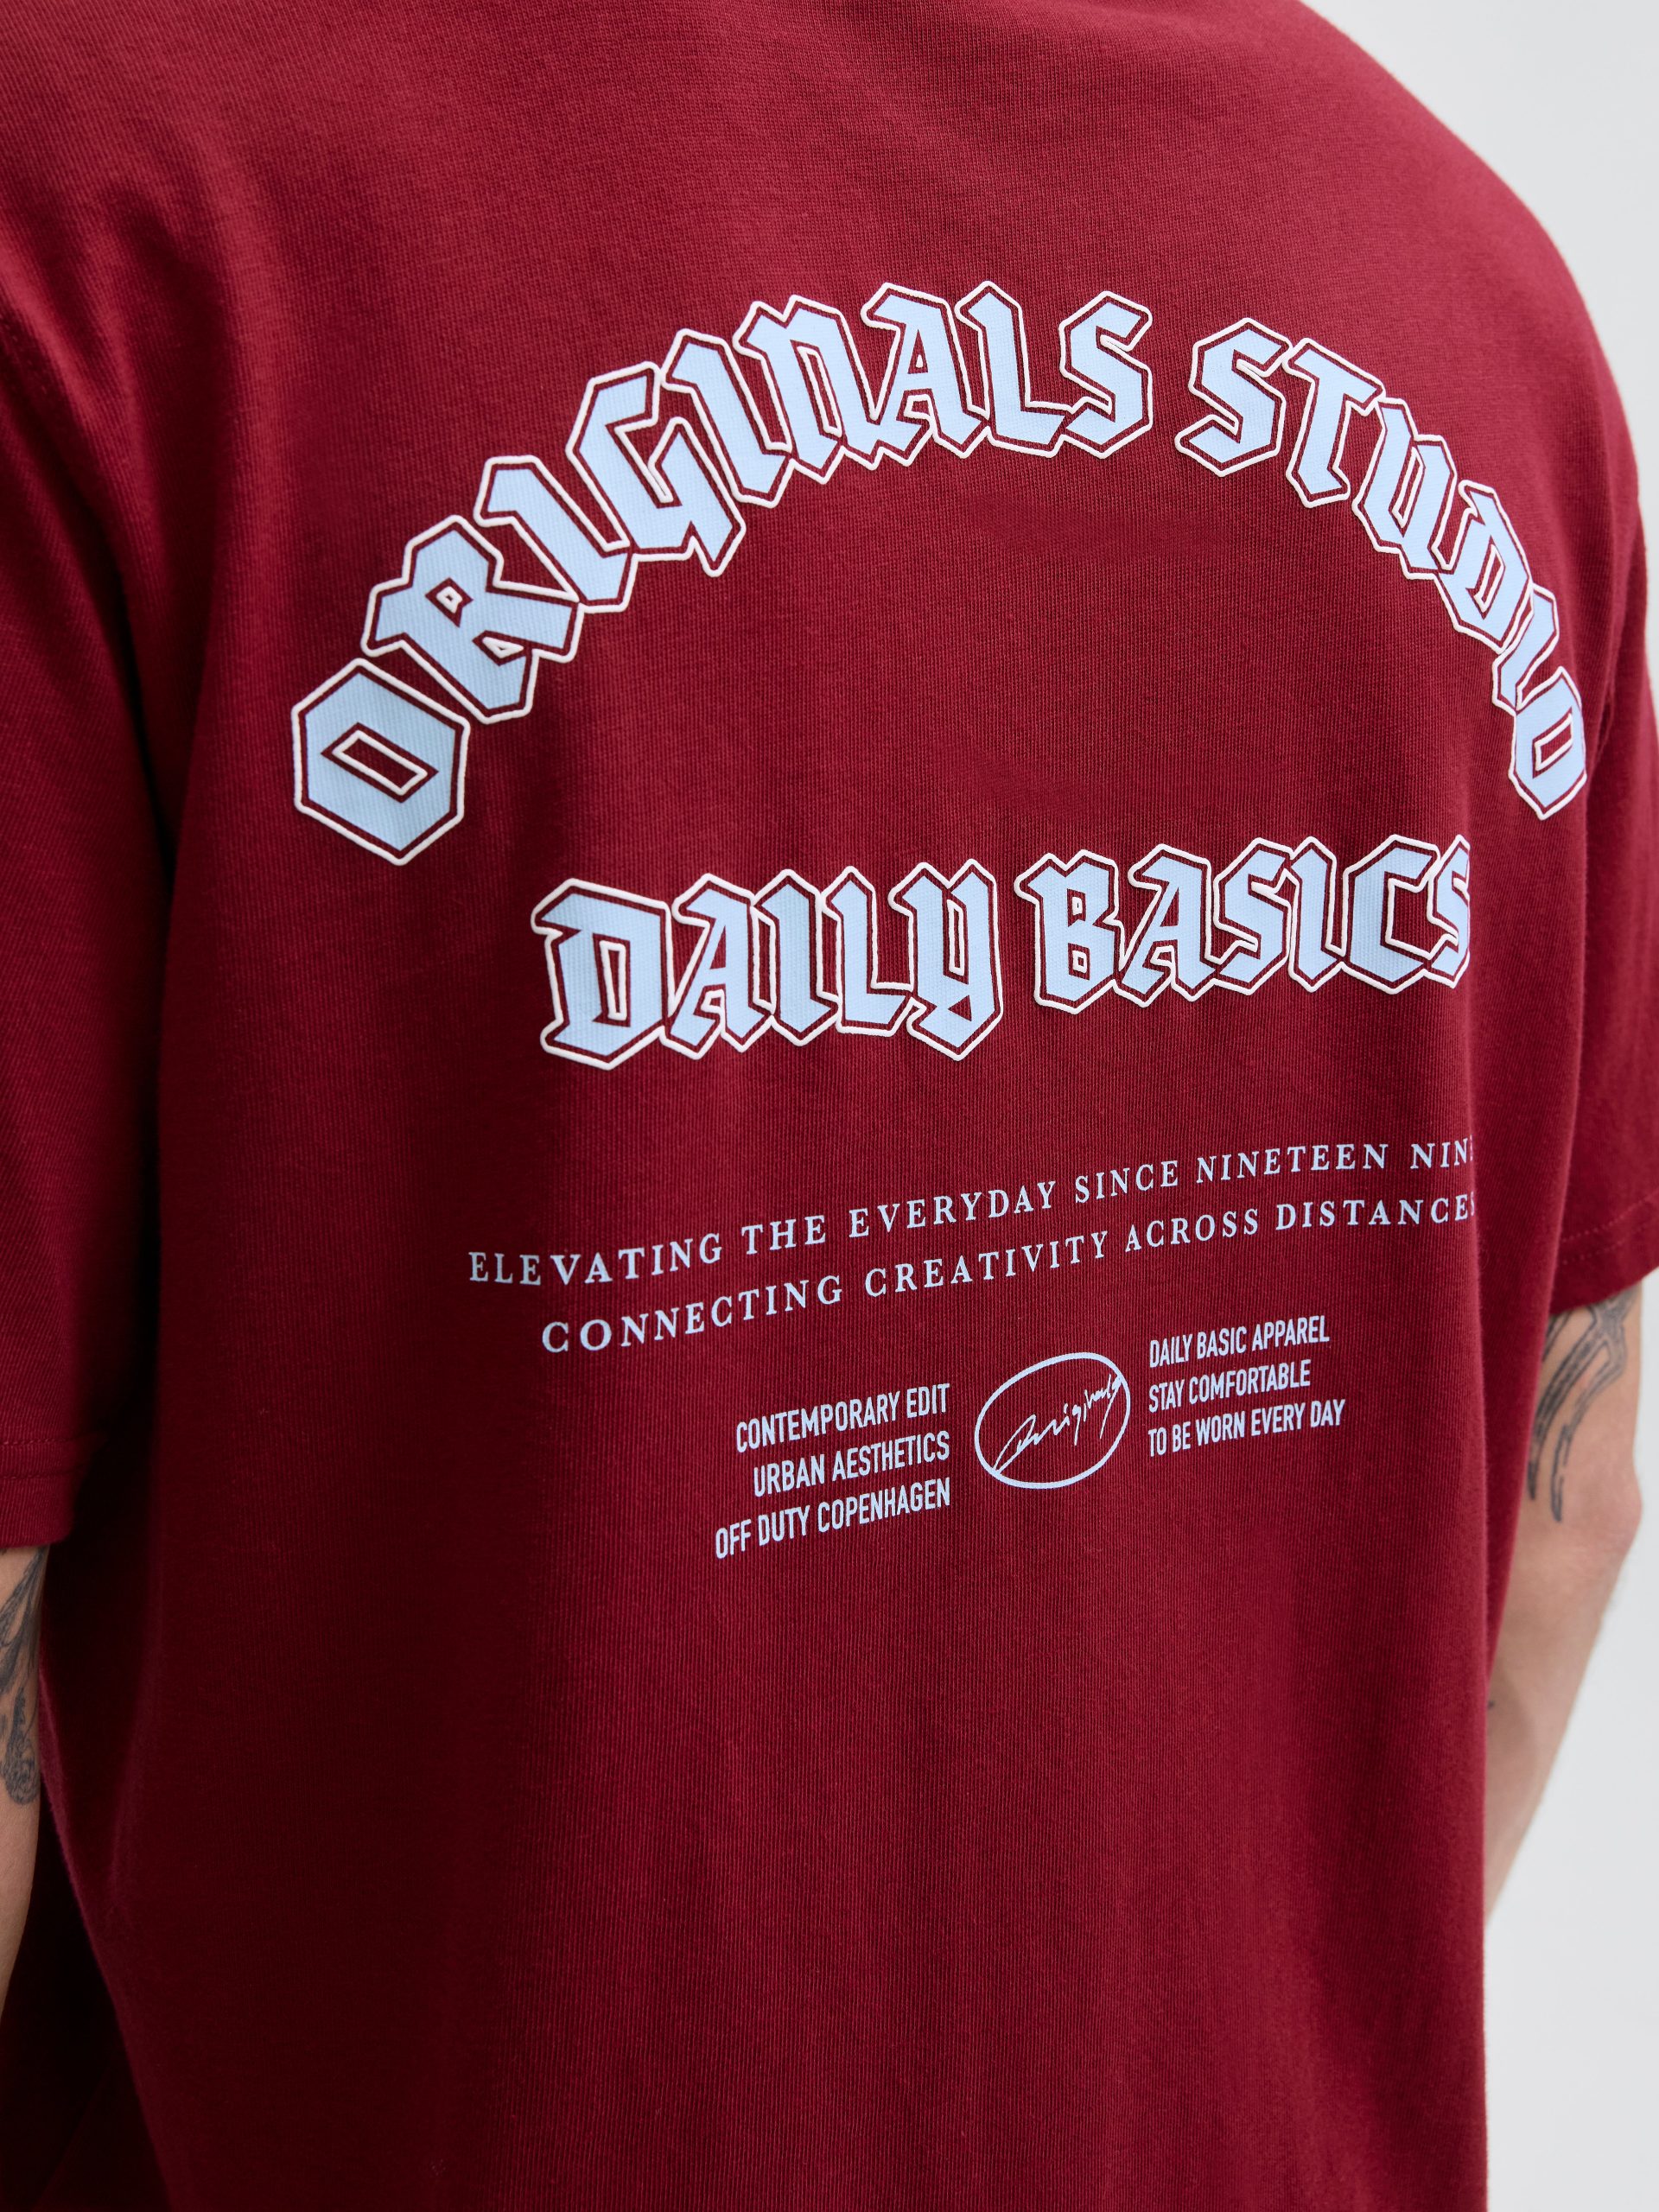 ORIGINALS STUDIO
DAILY BASICS
ELEVATING THE EVERYDAY SINCE NINETEEN
CONNECTING CREATIVITY ACROSS DISTANCES
CONTEMPORARY EDIT
URBAN AESTHETICS
OFF DUTY COPENHAGEN
Originals
DAILY BASIC APPAREL
STAY COMFORTABLE
TO BE WORN EVERY DAY